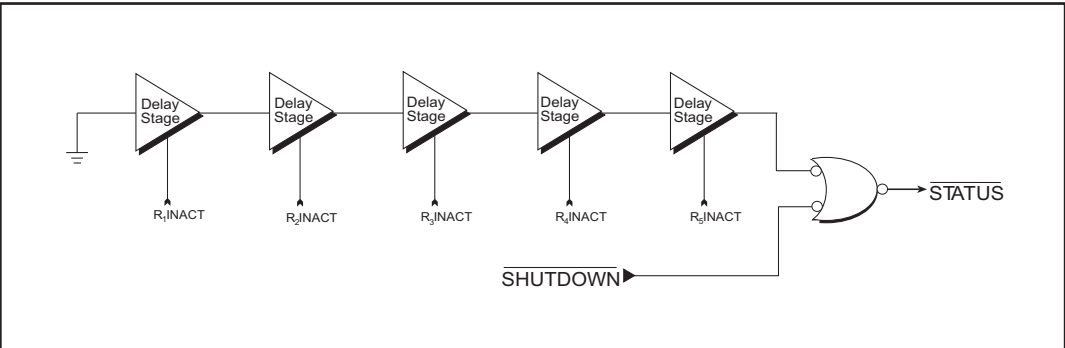 Delay
Stage
Delay
Stage
Delay
Stage
Delay
Stage
Delay
Stage
R₁INACT
R₂INACT
R₃INACT
R₄INACT
R₅INACT
STATUS
SHUTDOWN